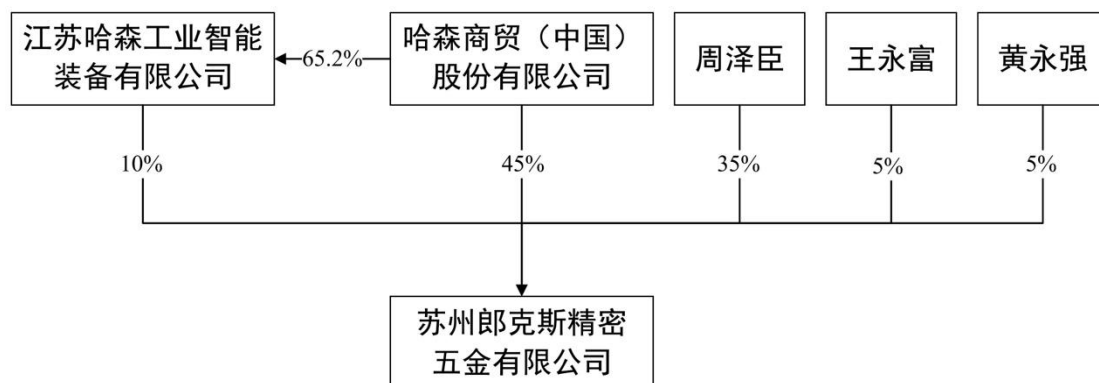 江苏哈森工业智能
装备有限公司
65.2%
哈森商贸（中国）
股份有限公司
周泽臣
王永富
黄永强
10%
45%
35%
5%
5%
苏州郎克斯精密
五金有限公司